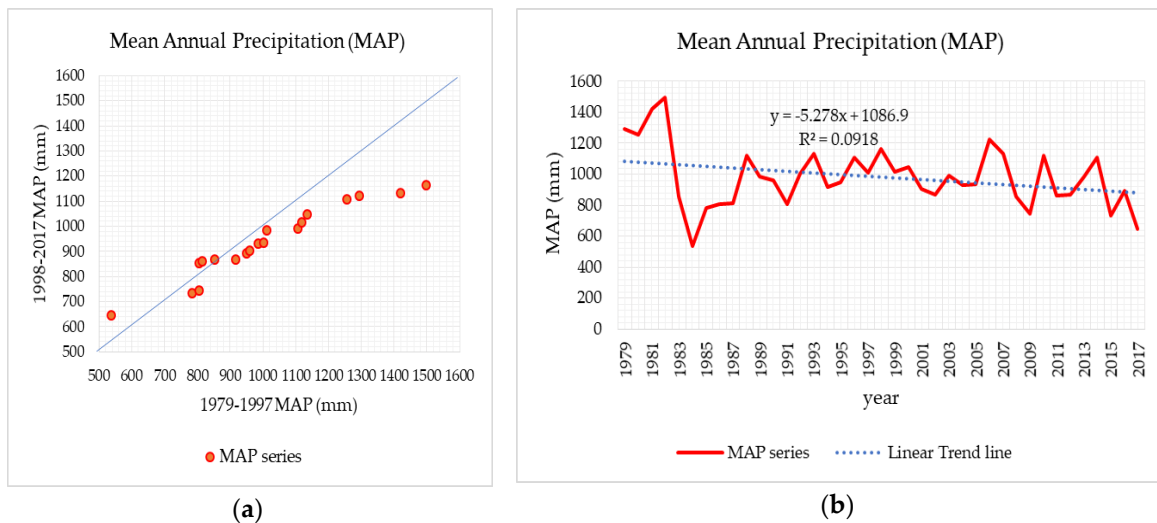 Mean Annual Precipitation (MAP)
1600
1500
1400
1300
1200
1100
1000
900
800
700
600
500
1998-2017 MAP (mm)
500 600 700 800 900 1000 1100 1200 1300 1400 1500 1600
1979-1997 MAP (mm)
MAP series
(a)
Mean Annual Precipitation (MAP)
1600
1400
1200
1000
800
600
400
200
0
MAP (mm)
y = -5.278x + 1086.9
R² = 0.0918
1979 1981 1983 1985 1987 1989 1991 1993 1995 1997 1999 2001 2003 2005 2007 2009 2011 2013 2015 2017
year
MAP series Linear Trend line
(b)